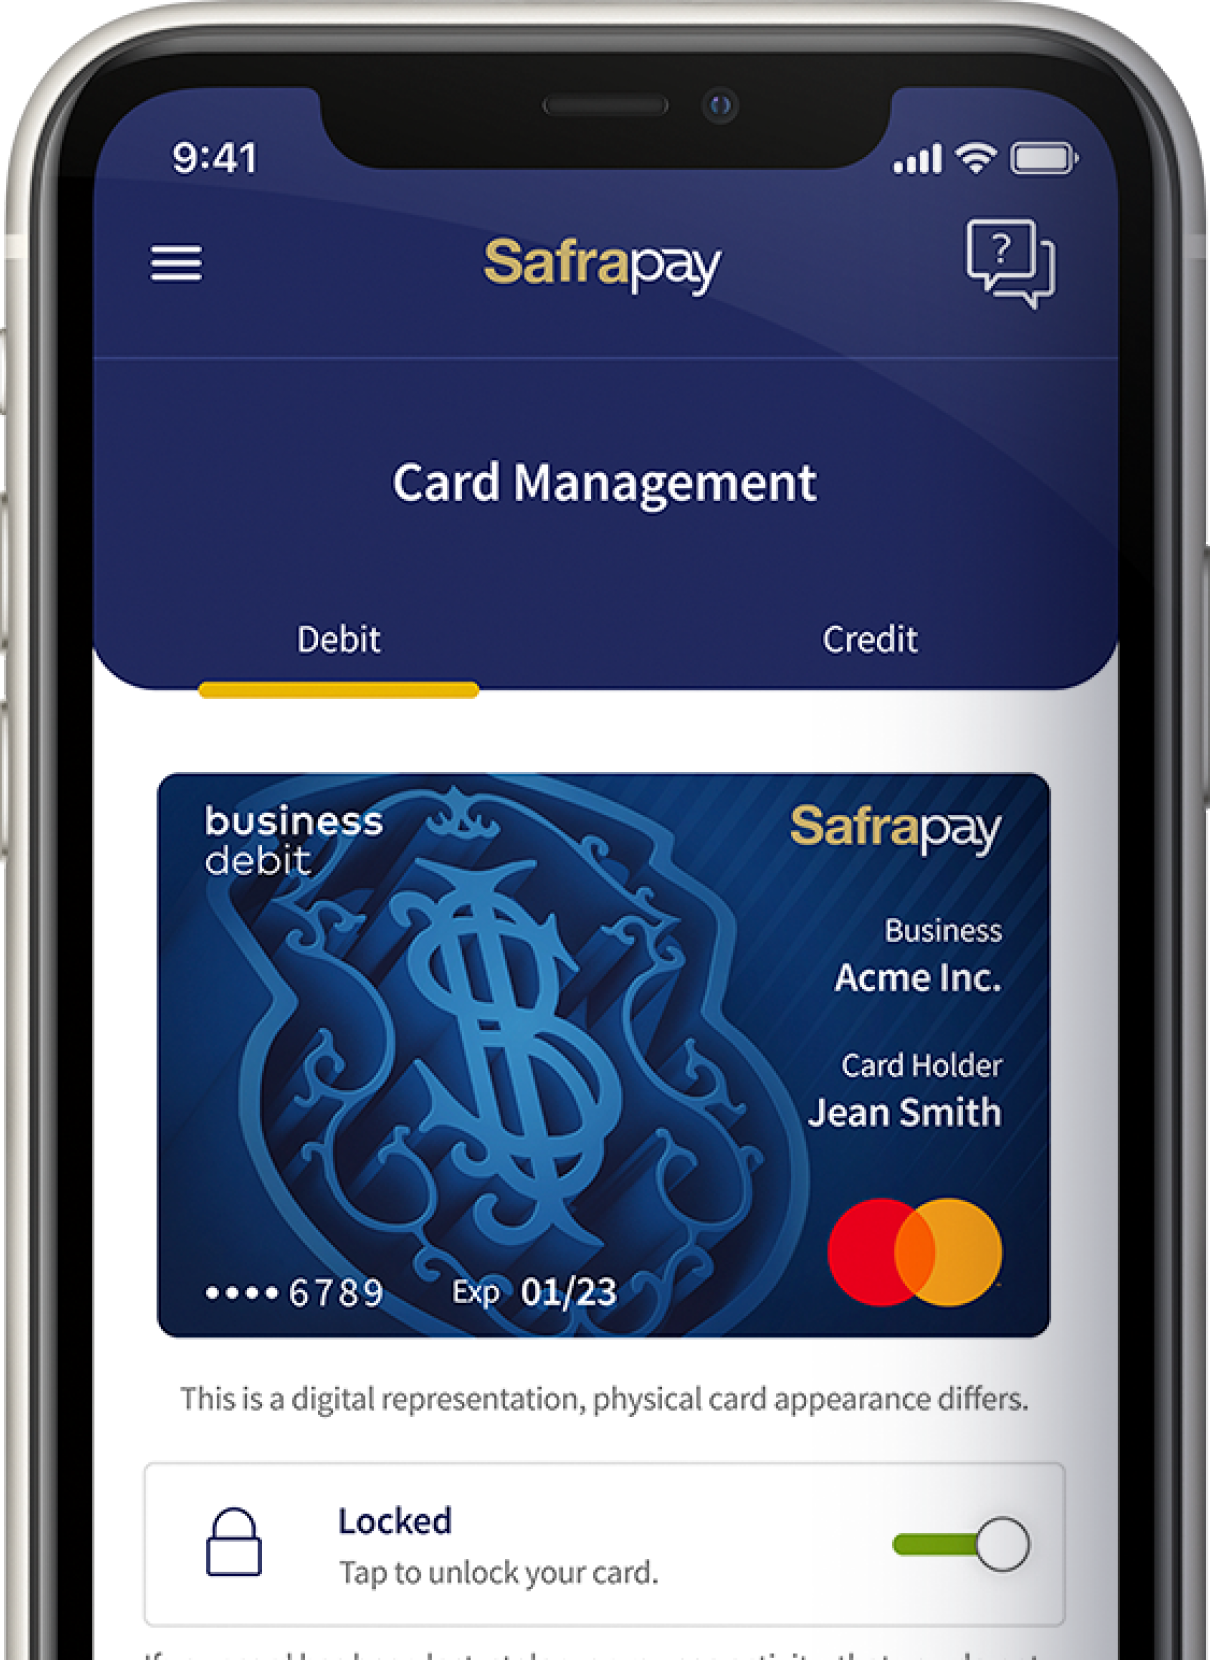 9:41
Safrapay
?
Card Management
Debit
Credit
business
debit
Safrapay
Business
Acme Inc.
Card Holder
Jean Smith
•••• 6789
Exp 01/23
This is a digital representation, physical card appearance differs.
Locked
Tap to unlock your card.